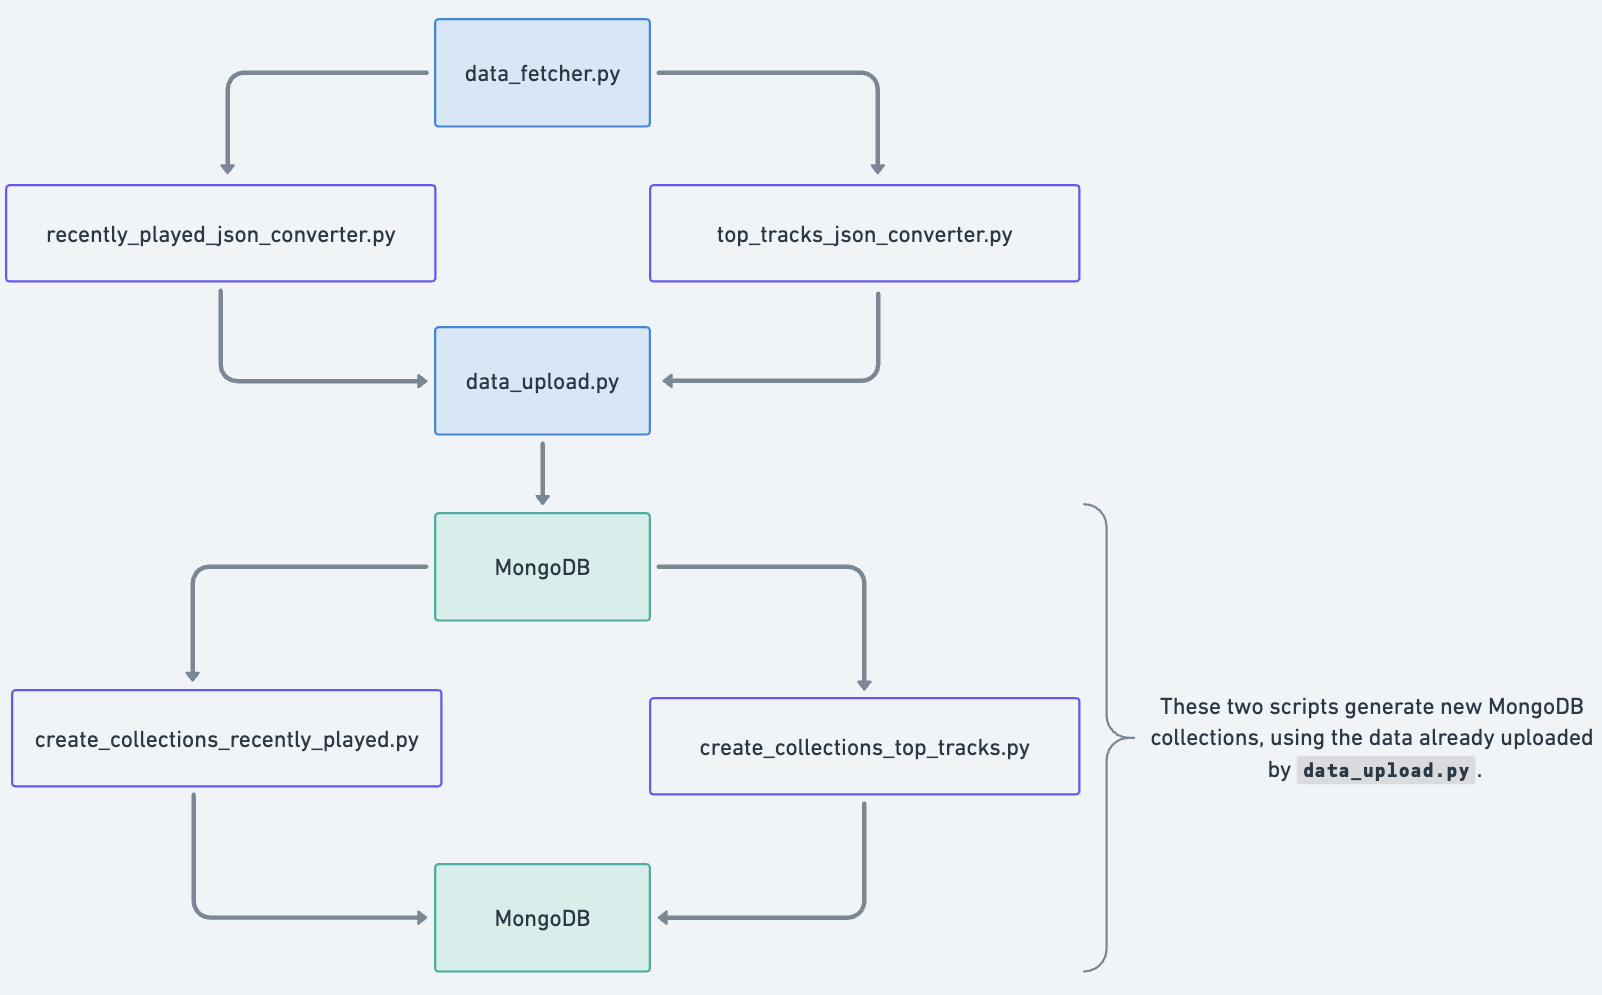 data_fetcher.py
recently_played_json_converter.py
top_tracks_json_converter.py
data_upload.py
MongoDB
create_collections_recently_played.py
create_collections_top_tracks.py
These two scripts generate new MongoDB
collections, using the data already uploaded
by data_upload.py.
MongoDB